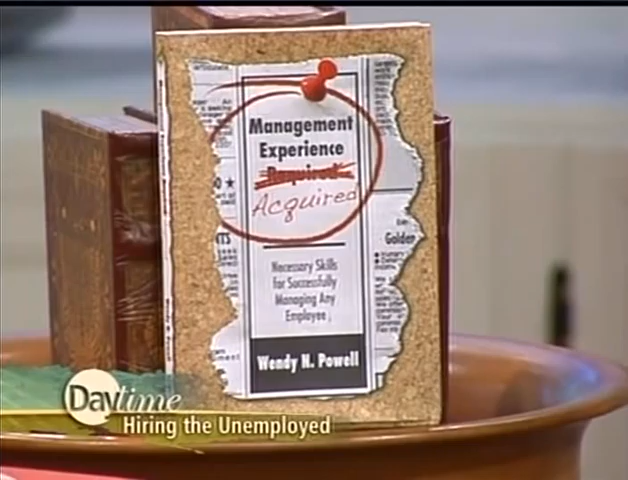 Management
Experience
Required
Acquired
Necessary Skills
for Successfully
Managing Any
Employee
Wendy N. Powell
Golden
Daytime
Hiring the Unemployed